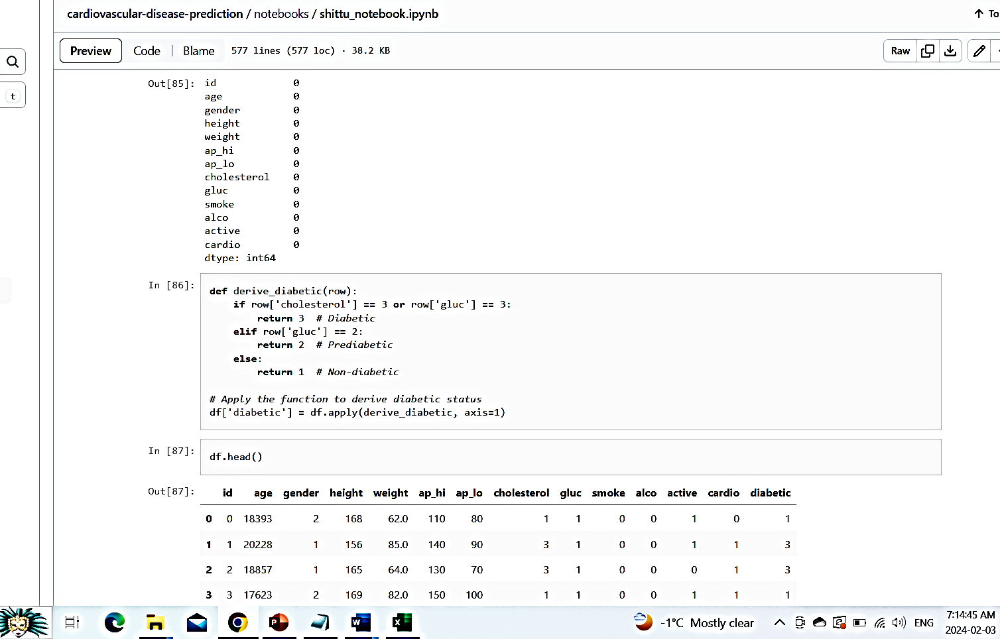 cardiovascular-disease-prediction / notebooks / shittu_notebook.ipynb
↑ To
Preview Code | Blame 577 lines (577 loc) · 38.2 KB Raw
t
Out[85]: id 0
age 0
gender 0
height 0
weight 0
ap_hi 0
ap_lo 0
cholesterol 0
gluc 0
smoke 0
alco 0
active 0
cardio 0
dtype: int64
In [86]:
def derive_diabetic(row):
    if row['cholesterol'] == 3 or row['gluc'] == 3:
        return 3  # Diabetic
    elif row['gluc'] == 2:
        return 2  # Prediabetic
    else:
        return 1  # Non-diabetic
# Apply the function to derive diabetic status
df['diabetic'] = df.apply(derive_diabetic, axis=1)
In [87]:
df.head()
Out[87]:
id age gender height weight ap_hi ap_lo cholesterol gluc smoke alco active cardio diabetic
0 0 18393 2 168 62.0 110 80 1 1 0 0 1 0 1
1 1 20228 1 156 85.0 140 90 3 1 0 0 1 1 3
2 2 18857 1 165 64.0 130 70 3 1 0 0 0 1 3
3 3 17623 2 169 82.0 150 100 1 1 0 0 1 1 1
-1°C Mostly clear ENG
7:14:45 AM
2024-02-03